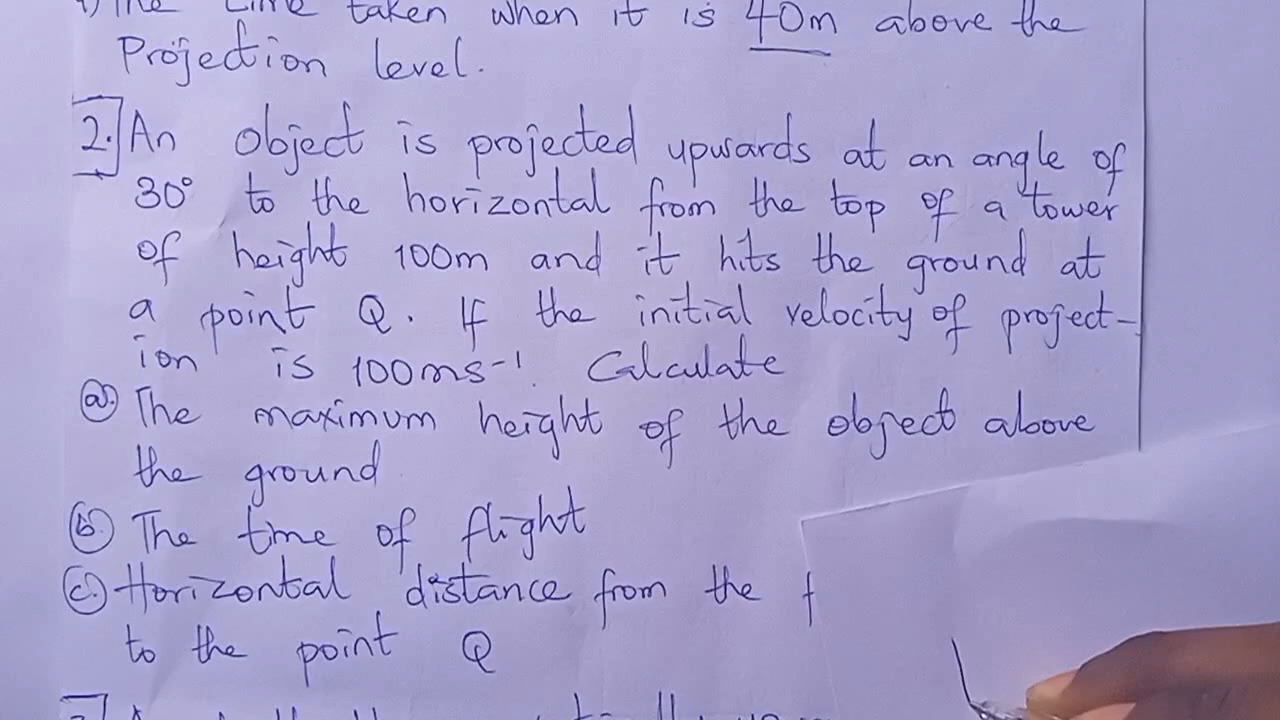 taken when it is 40m above the
Projection level.
2. An object is projected upwards at an angle of
30° to the horizontal from the top of a tower
of height 100m and it hits the ground at
a point Q. If the initial velocity of project-
ion is 100ms⁻¹. Calculate
(a). The maximum height of the object above
the ground
(b). The time of flight
(c). Horizontal distance from the f
to the point Q